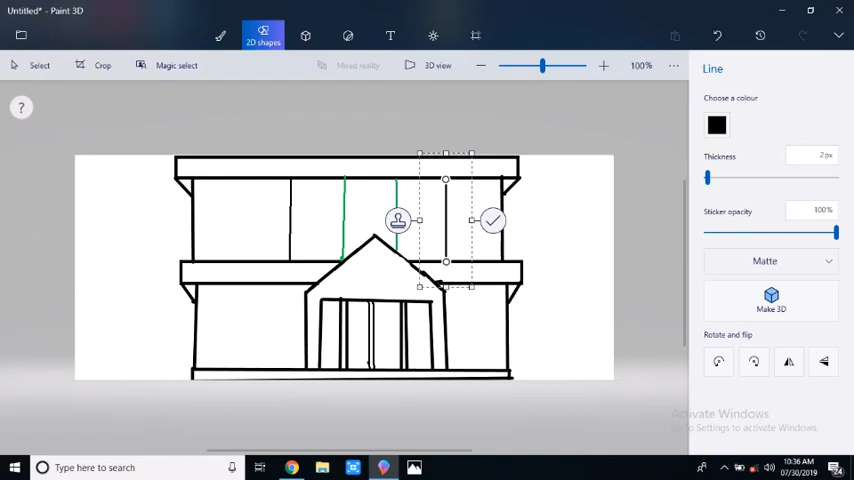 Untitled* - Paint 3D
2D shapes
Select
Crop
Magic select
Mixed reality
3D view
100%
Line
Choose a colour
Thickness
2px
Sticker opacity
100%
Matte
Make 3D
Rotate and flip
Activate Windows
Go to Settings to activate Windows.
Type here to search
10:36 AM
07/30/2019
24